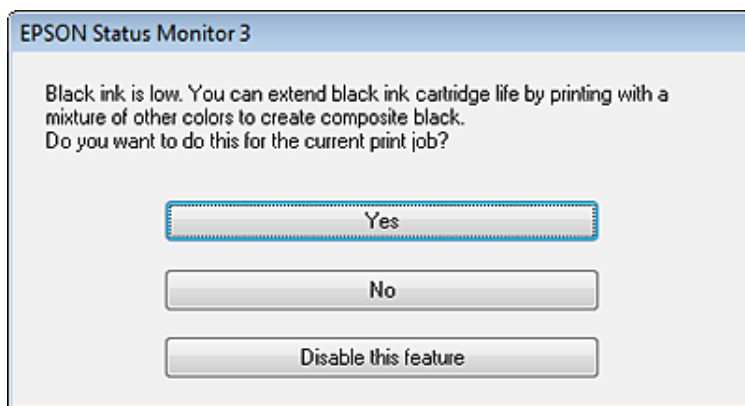 EPSON Status Monitor 3
Black ink is low. You can extend black ink cartridge life by printing with a
mixture of other colors to create composite black.
Do you want to do this for the current print job?
Yes
No
Disable this feature